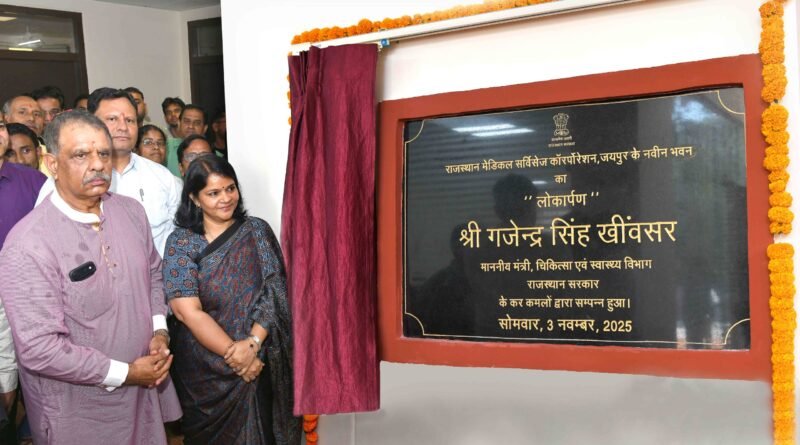 राजस्थान मेडिकल सर्विसेज कॉरपोरेशन,जयपुर के नवीन भवन
का
'' लोकार्पण ''
श्री गजेन्द्र सिंह खींवसर
माननीय मंत्री, चिकित्सा एवं स्वास्थ्य विभाग
राजस्थान सरकार
के कर कमलों द्वारा सम्पन्न हुआ।
सोमवार, 3 नवम्बर, 2025